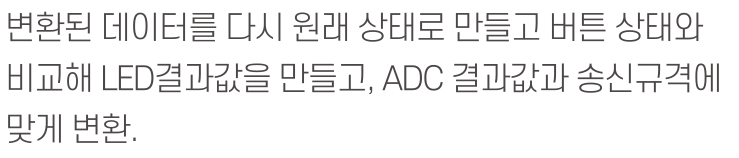 변환된 데이터를 다시 원래 상태로 만들고 버튼 상태와
비교해 LED결과값을 만들고, ADC 결과값과 송신규격에
맞게 변환.